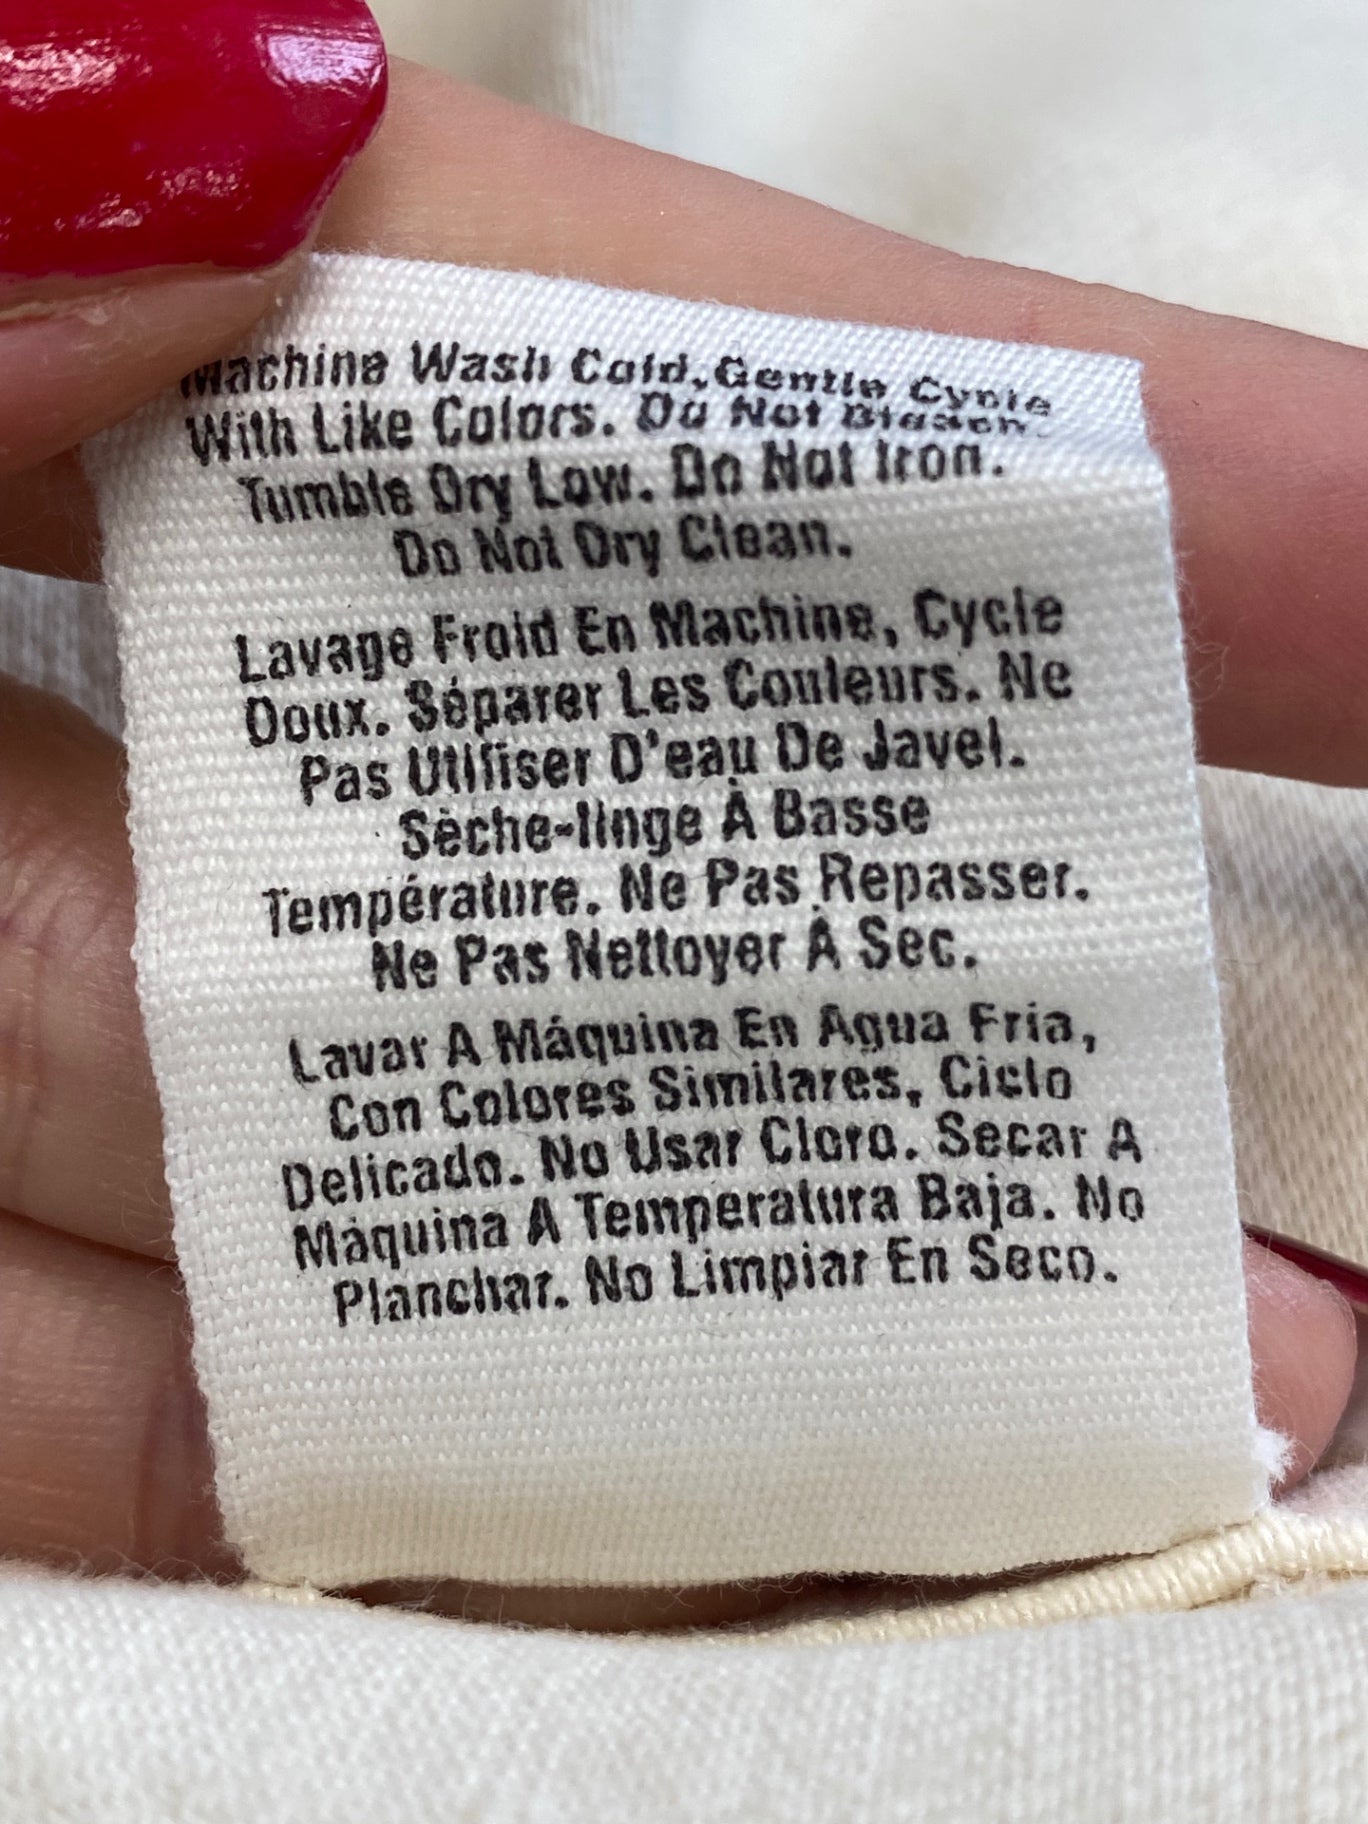 Machine Wash Cold,Gentle Cycle
With Like Colors. Do Not Bleach.
Tumble Dry Low. Do Not Iron.
Do Not Dry Clean.
Lavage Froid En Machine, Cycle
Doux. Séparer Les Couleurs. Ne
Pas Utiliser D'eau De Javel.
Sèche-linge À Basse
Température. Ne Pas Repasser.
Ne Pas Nettoyer À Sec.
Lavar A Máquina En Agua Fria,
Con Colores Similares, Ciclo
Delicado. No Usar Cloro. Secar A
Máquina A Temperatura Baja. No
Planchar. No Limpiar En Seco.